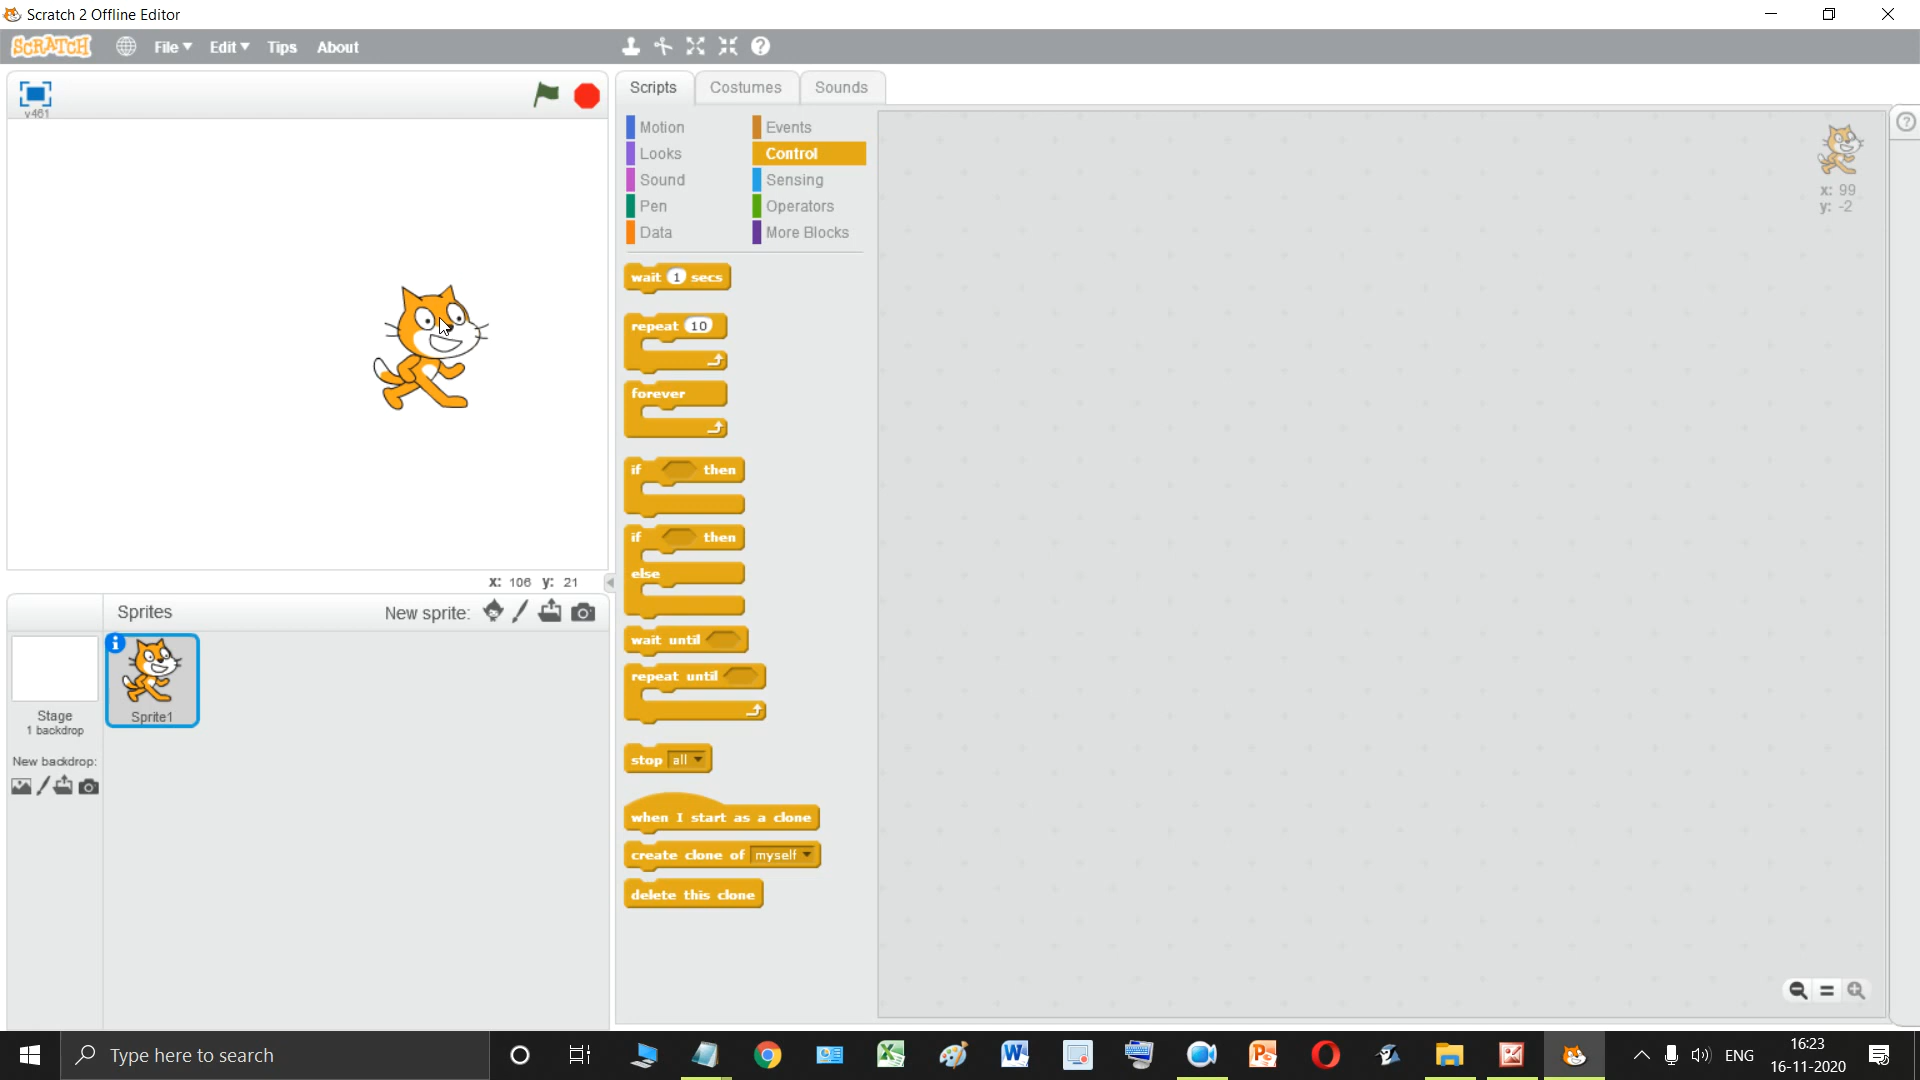 Scratch 2 Offline Editor
SCRATCH File Edit Tips About
v461
Scripts Costumes Sounds
Motion Events
Looks Control
Sound Sensing
Pen Operators
Data More Blocks
x: 99
y: -2
wait 1 secs
repeat 10
forever
if then
if then
else
wait until
repeat until
stop all
when I start as a clone
create clone of myself
delete this clone
x: 106 y: 21
Sprites New sprite:
Stage
1 backdrop
Sprite1
New backdrop:
Type here to search
ENG
16:23
16-11-2020